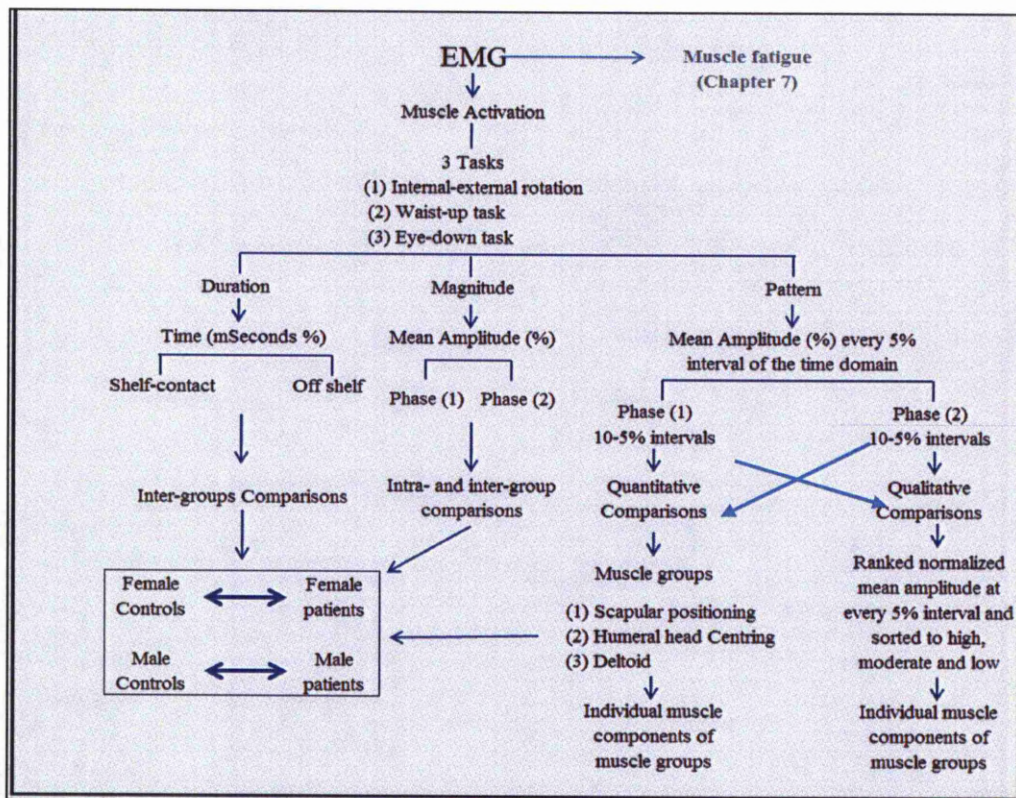 EMG
Muscle fatigue
(Chapter 7)
Muscle Activation
3 Tasks
(1) Internal-external rotation
(2) Waist-up task
(3) Eye-down task
Duration
Magnitude
Pattern
Time (mSeconds %)
Mean Amplitude (%)
Mean Amplitude (%) every 5%
interval of the time domain
Shelf-contact
Off shelf
Phase (1)
Phase (2)
Phase (1)
10-5% intervals
Phase (2)
10-5% intervals
Inter-groups Comparisons
Intra- and inter-group
comparisons
Quantitative
Comparisons
Qualitative
Comparisons
Female
Controls
Female
patients
Male
Controls
Male
patients
Muscle groups
(1) Scapular positioning
(2) Humeral head Centring
(3) Deltoid
Individual muscle
components of
muscle groups
Ranked normalized
mean amplitude at
every 5% interval and
sorted to high,
moderate and low
Individual muscle
components of
muscle groups